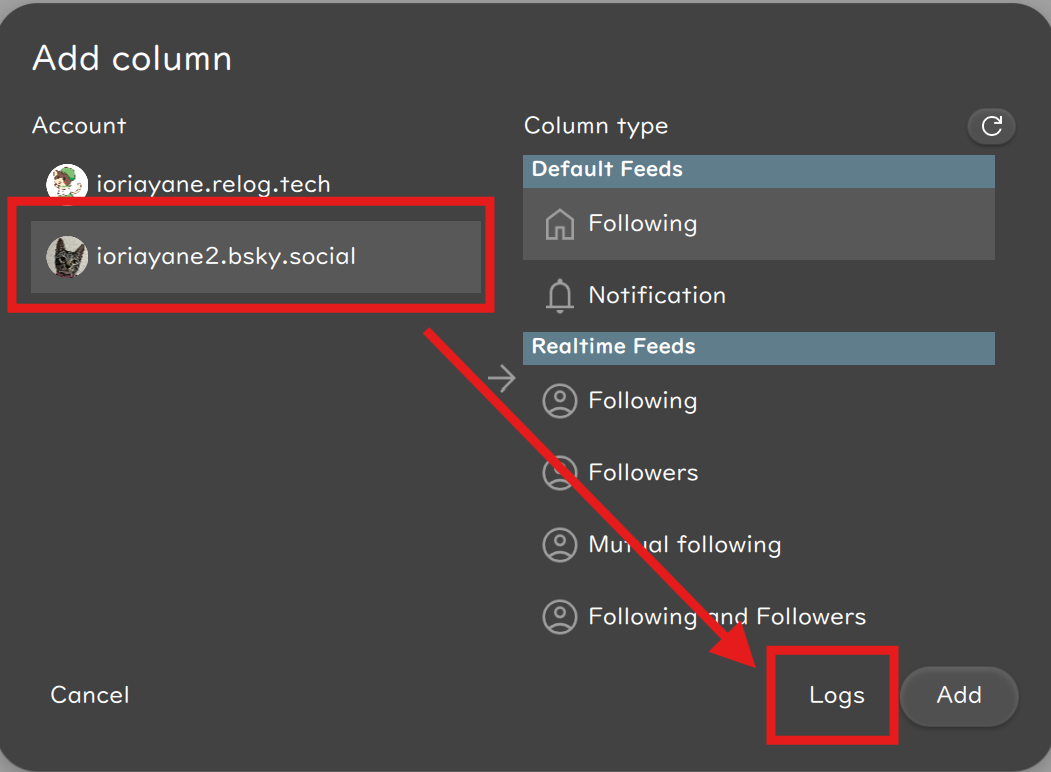 Add column
Account
ioriayane.relog.tech
ioriayane2.bsky.social
Column type
Default Feeds
Following
Notification
Realtime Feeds
Following
Followers
Mutual following
Following and Followers
Cancel
Logs
Add